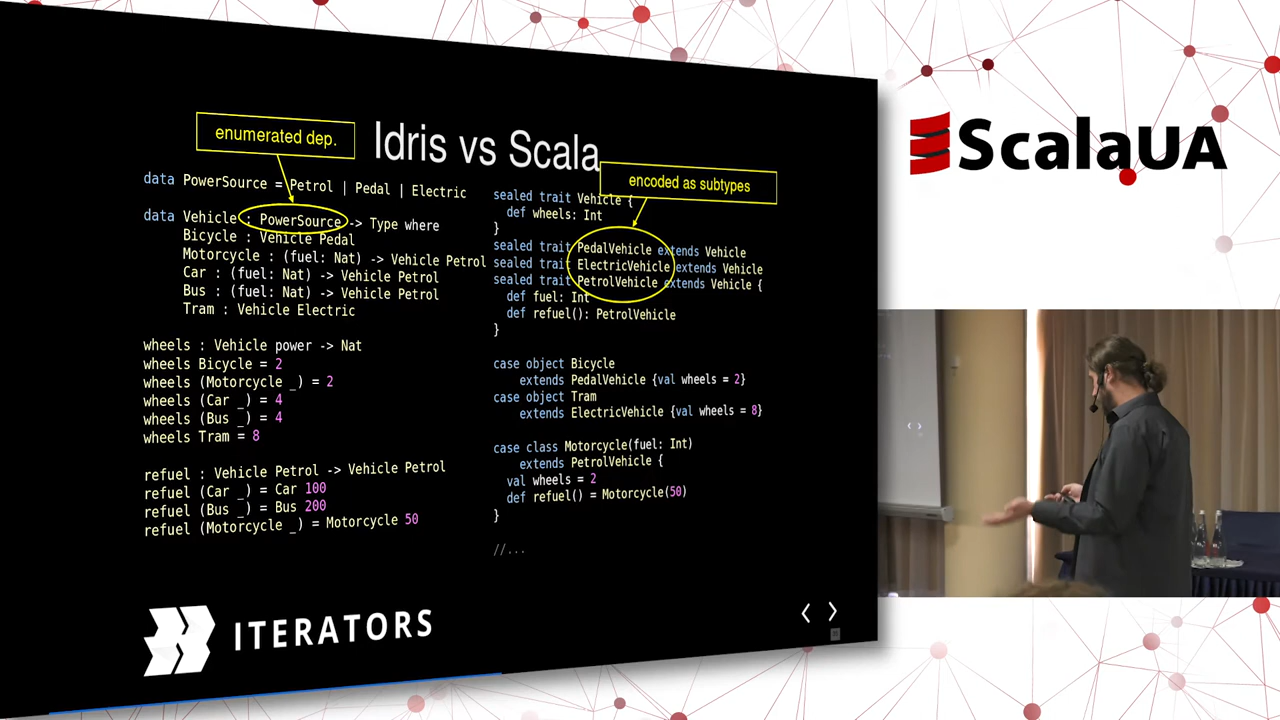 Idris vs Scala
enumerated dep.
data PowerSource = Petrol | Pedal | Electric
data Vehicle : PowerSource -> Type where
Bicycle : Vehicle Pedal
Motorcycle : (fuel: Nat) -> Vehicle Petrol
Car : (fuel: Nat) -> Vehicle Petrol
Bus : (fuel: Nat) -> Vehicle Petrol
Tram : Vehicle Electric
wheels : Vehicle power -> Nat
wheels Bicycle = 2
wheels (Motorcycle _) = 2
wheels (Car _) = 4
wheels (Bus _) = 4
wheels Tram = 8
refuel : Vehicle Petrol -> Vehicle Petrol
refuel (Car _) = Car 100
refuel (Bus _) = Bus 200
refuel (Motorcycle _) = Motorcycle 50
encoded as subtypes
sealed trait Vehicle {
def wheels: Int
}
sealed trait PedalVehicle extends Vehicle
sealed trait ElectricVehicle extends Vehicle
sealed trait PetrolVehicle extends Vehicle {
def fuel: Int
def refuel(): PetrolVehicle
}
case object Bicycle
extends PedalVehicle {val wheels = 2}
case object Tram
extends ElectricVehicle {val wheels = 8}
case class Motorcycle(fuel: Int)
extends PetrolVehicle {
val wheels = 2
def refuel() = Motorcycle(50)
}
//...
ITERATORS
ScalaUA